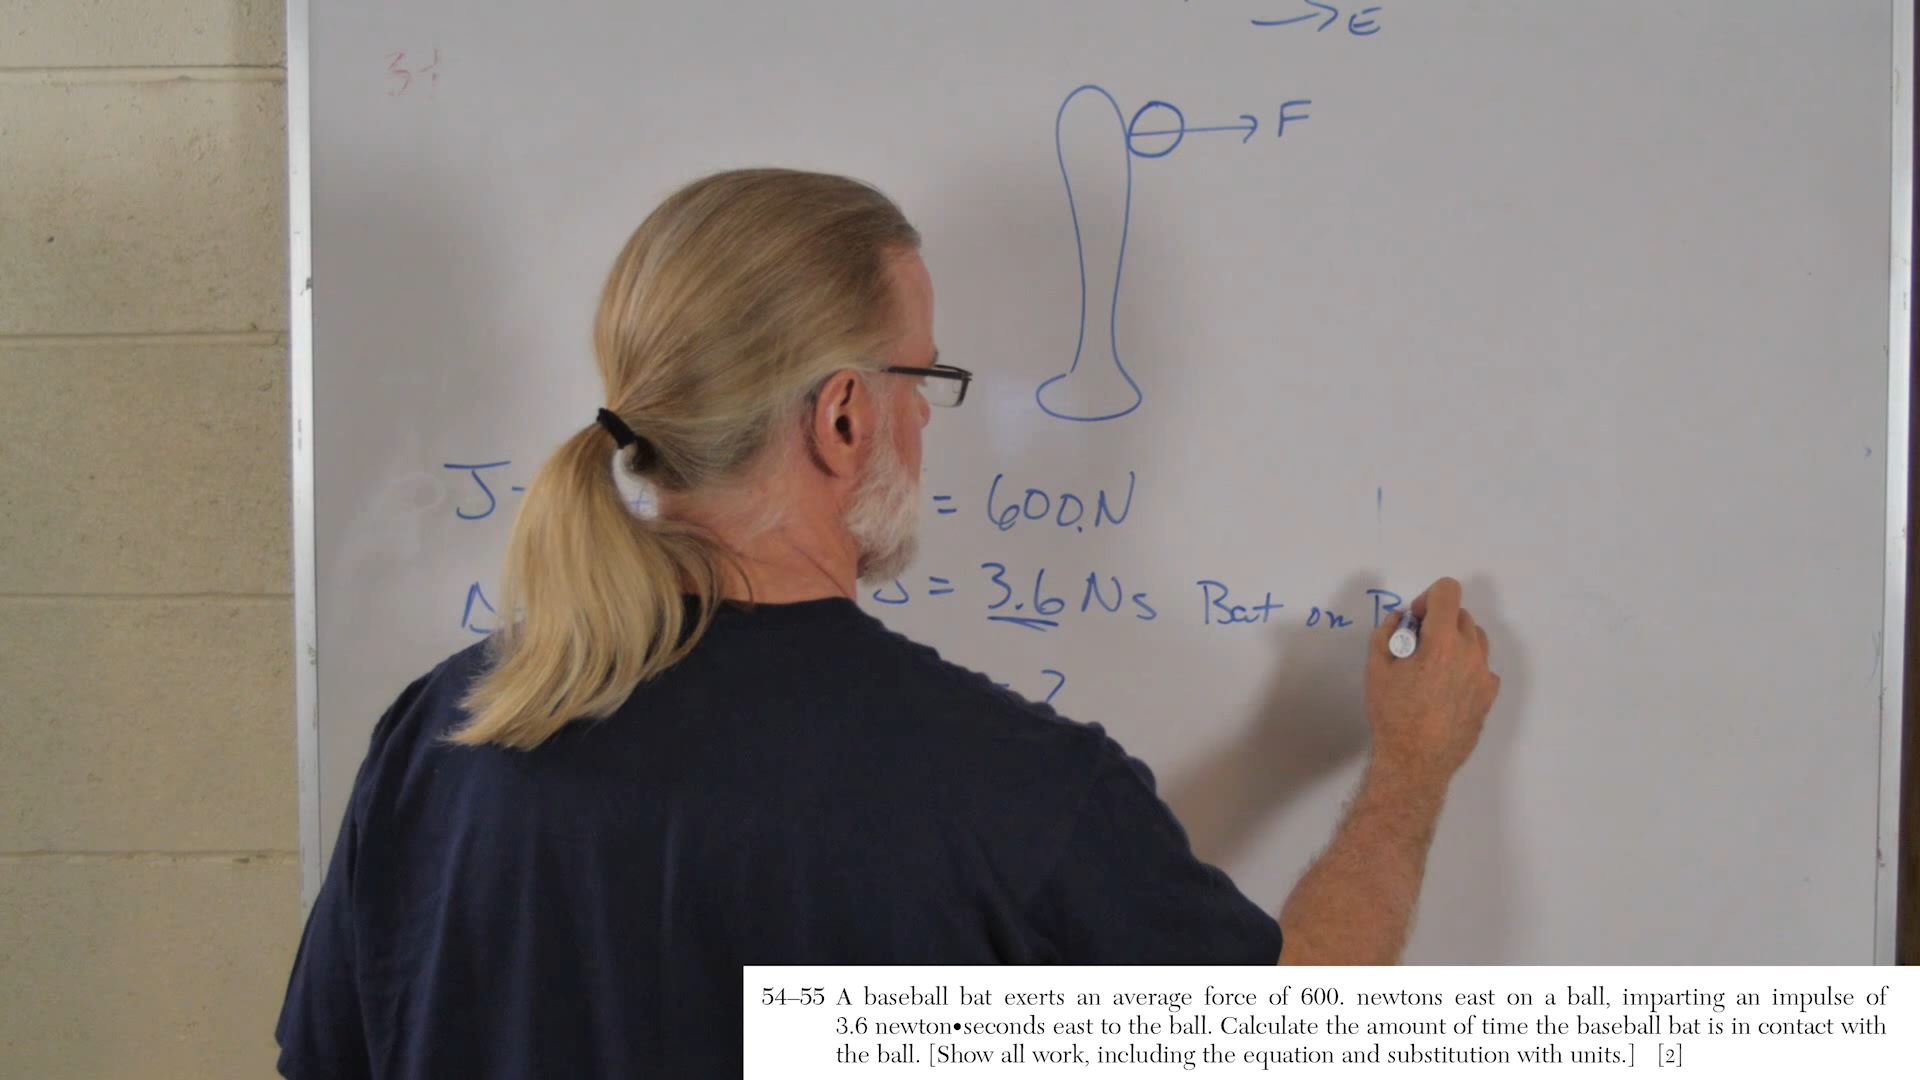 E
F
J = 600.N
J = 3.6 Ns Bat on B
= ?
54–55 A baseball bat exerts an average force of 600. newtons east on a ball, imparting an impulse of
3.6 newton•seconds east to the ball. Calculate the amount of time the baseball bat is in contact with
the ball. [Show all work, including the equation and substitution with units.] [2]